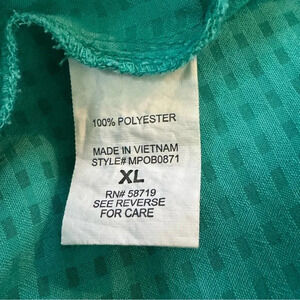 100% POLYESTER
MADE IN VIETNAM
STYLE# MPOB0871
XL
RN# 58719
SEE REVERSE
FOR CARE